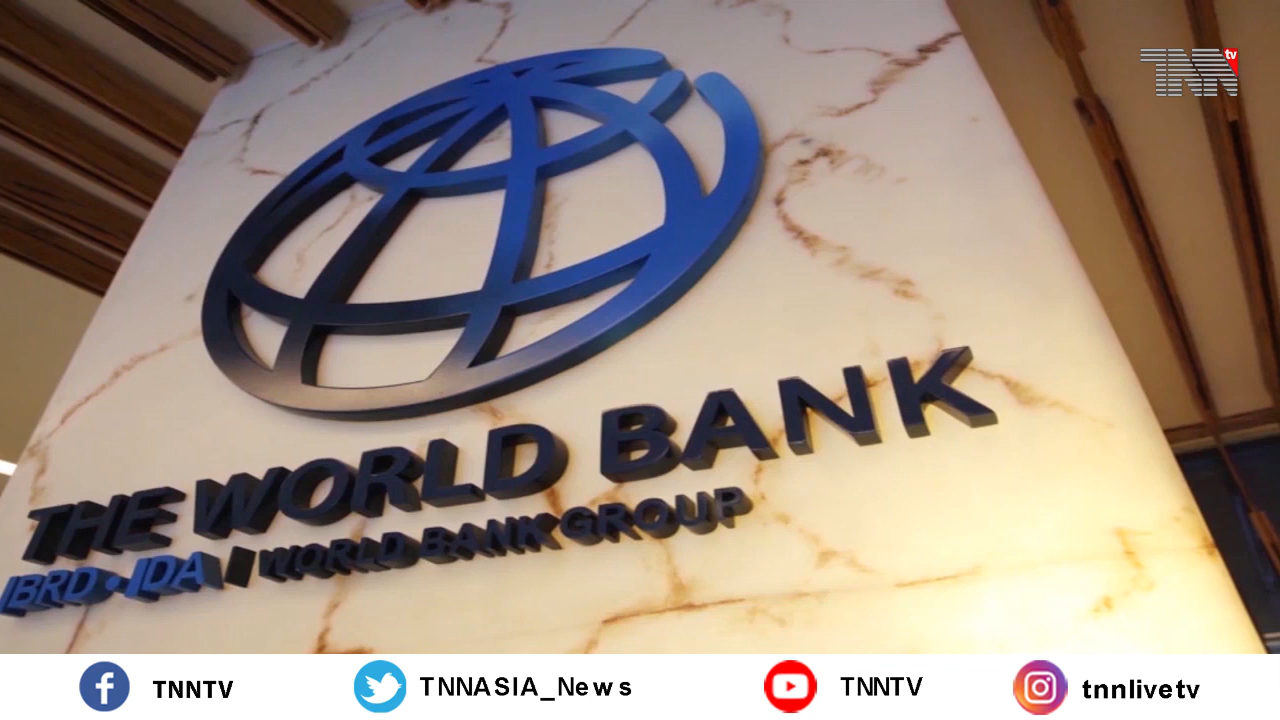 TNN tv
THE WORLD BANK
IBRD • IDA | WORLD BANK GROUP
TNNTV
TNNASIA_News
TNNTV
tnnlivetv